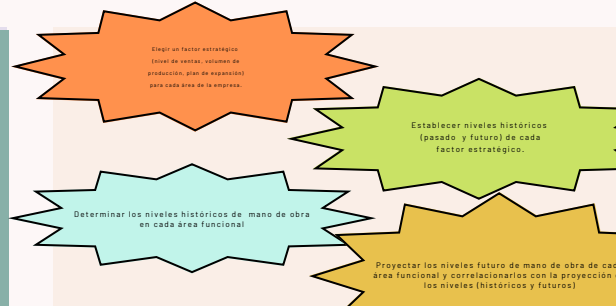 Elegir un factor estratégico
(nivel de ventas, volumen de
producción, plan de expansión)
para cada área de la empresa.
Establecer niveles históricos
(pasado y futuro) de cada
factor estratégico.
Determinar los niveles históricos de mano de obra
en cada área funcional
Proyectar los niveles futuro de mano de obra de
área funcional y correlacionarlos con la proyección
los niveles (históricos y futuros)